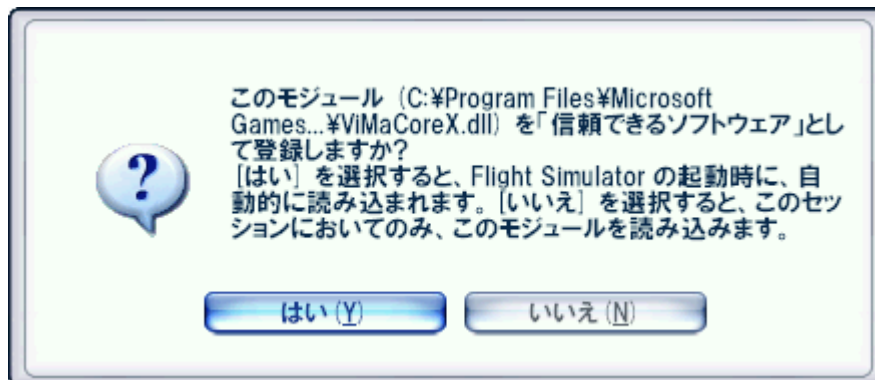 このモジュール (C:¥Program Files¥Microsoft
Games...¥ViMaCoreX.dll) を「信頼できるソフトウェア」とし
て登録しますか?
[はい] を選択すると、Flight Simulator の起動時に、自
動的に読み込まれます。[いいえ] を選択すると、このセッ
ションにおいてのみ、このモジュールを読み込みます。
はい (Y)
いいえ (N)